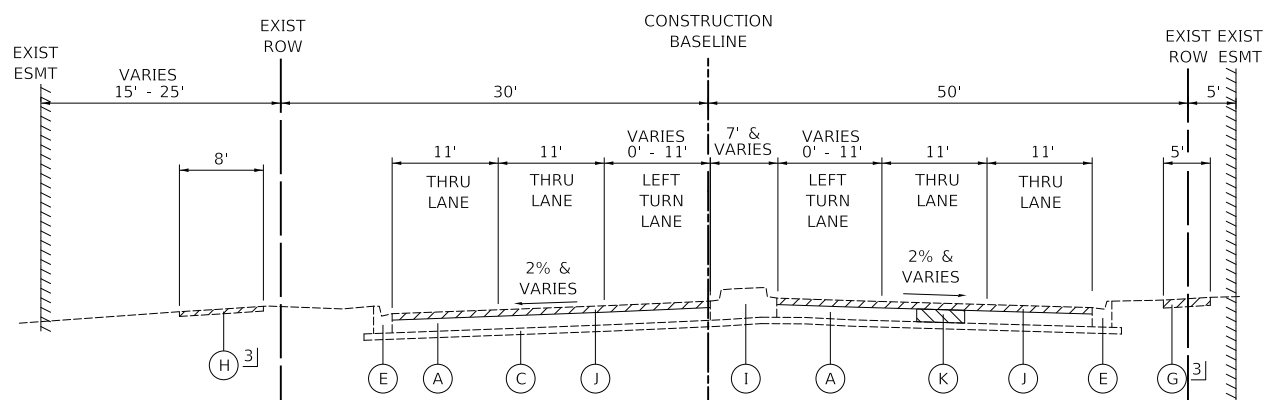 CONSTRUCTION
BASELINE
EXIST
ROW
EXIST
ESMT
EXIST
ROW
EXIST
ESMT
VARIES
15' - 25'
30'
50'
5'
8'
11'
11'
VARIES
0' - 11'
7' &
VARIES
VARIES
0' - 11'
11'
11'
5'
THRU
LANE
THRU
LANE
LEFT
TURN
LANE
LEFT
TURN
LANE
THRU
LANE
THRU
LANE
2% &
VARIES
2% &
VARIES
H
3
E
A
C
J
I
A
K
J
E
G
3